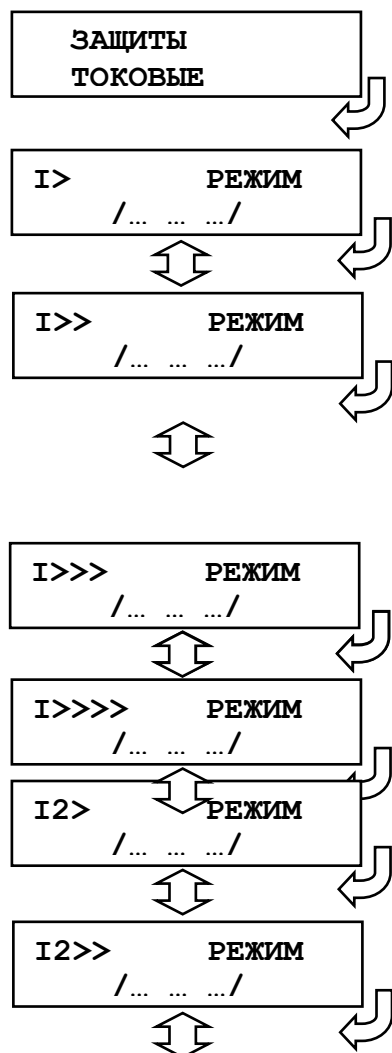 ЗАЩИТЫ
ТОКОВЫЕ
I> РЕЖИМ
/… … …/
I>> РЕЖИМ
/… … …/
I>>> РЕЖИМ
/… … …/
I>>>> РЕЖИМ
/… … …/
I2> РЕЖИМ
/… … …/
I2>> РЕЖИМ
/… … …/